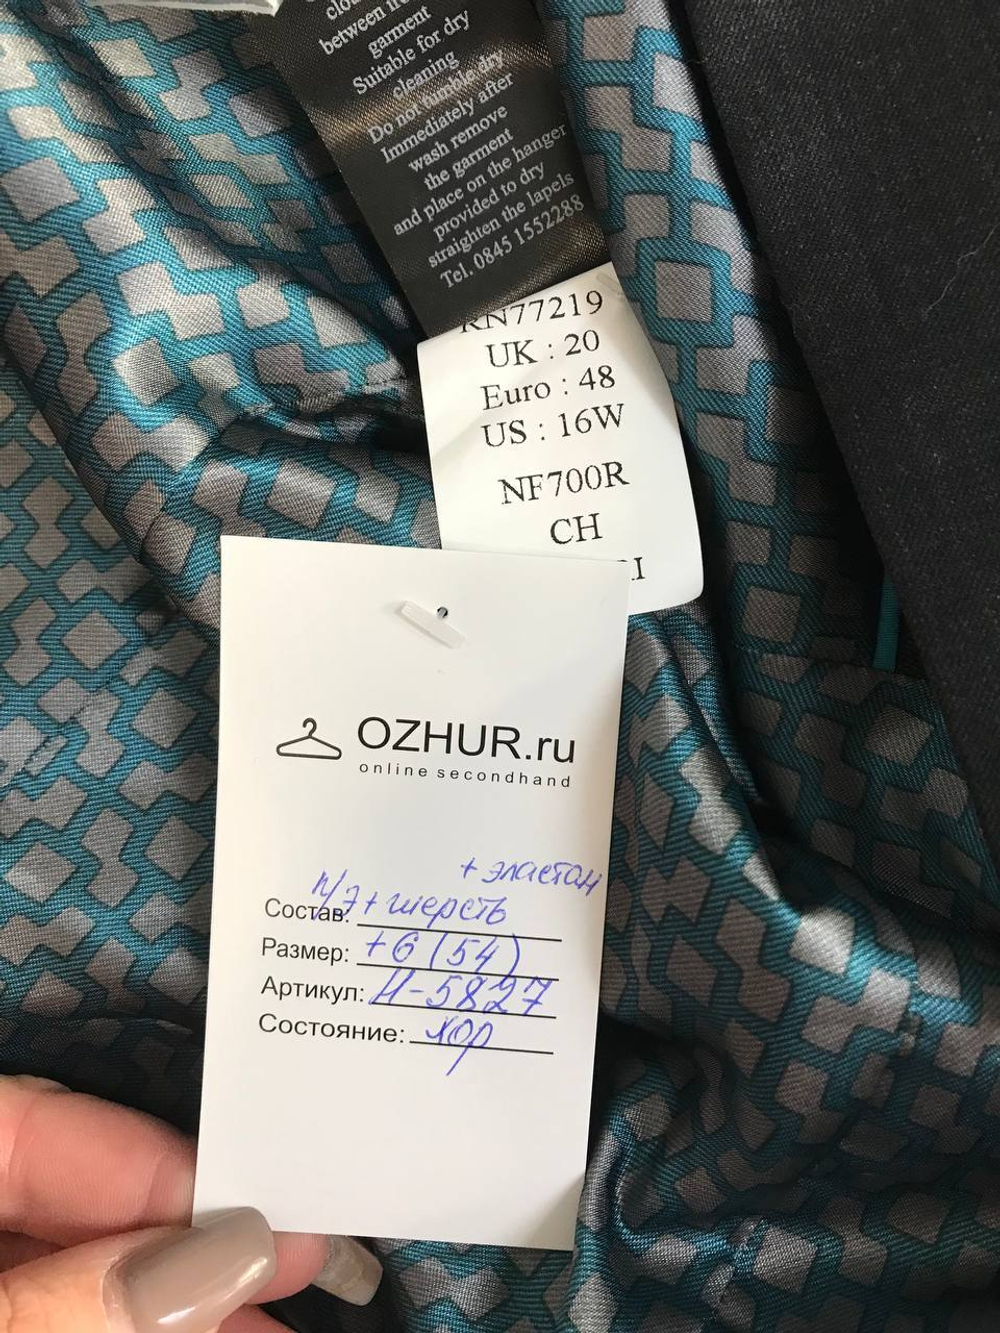 between
garment
Suitable for dry
cleaning
Do not tumble dry
Immediately after
wash remove
the garment
and place on the hanger
provided to dry
straighten the lapels
Tel. 0845 1552288
RN77219
UK : 20
Euro : 48
US : 16W
NF700R
CH
OZHUR.ru
online secondhand
+ эластан
Состав: п/э + шерсть
Размер: +6 (54)
Артикул: Н-5827
Состояние: хор